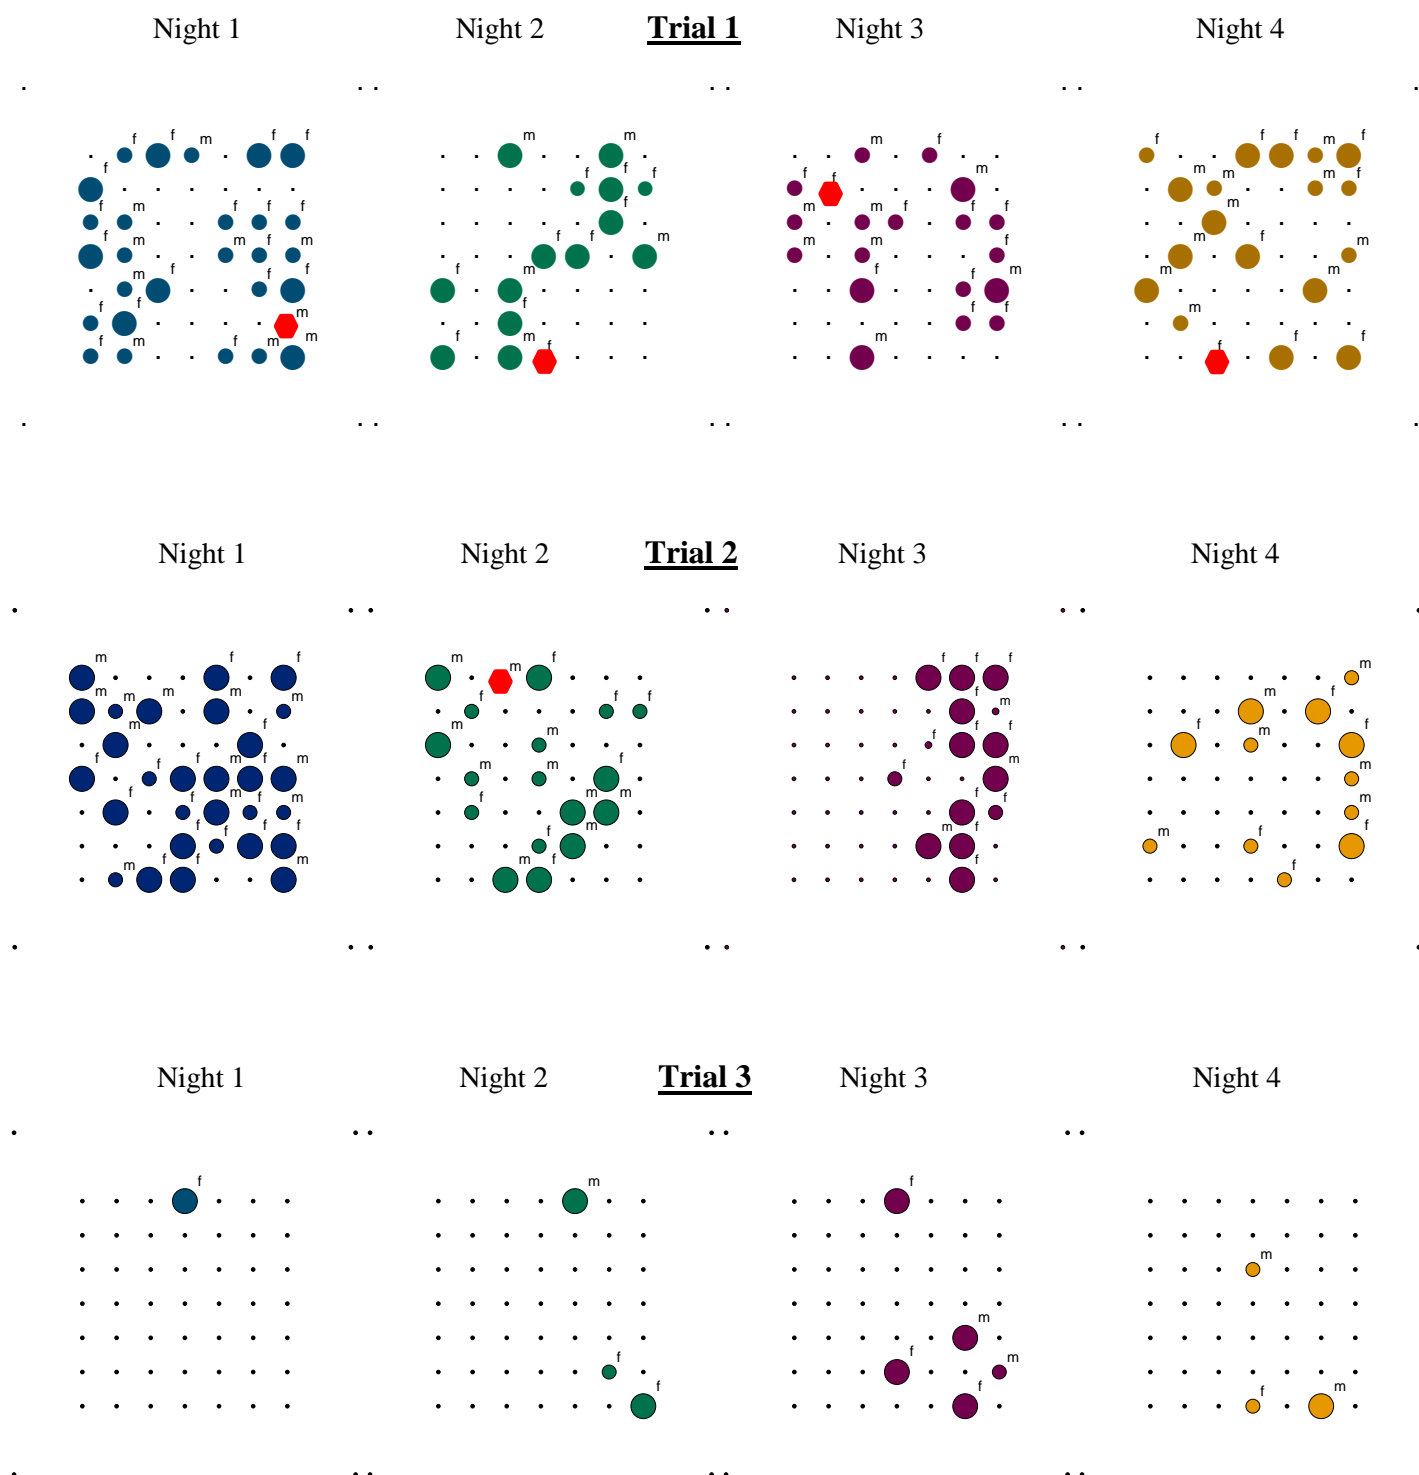 Night 1 Night 2 Trial 1 Night 3 Night 4
f f m f f m m m f f f f m f
f f f f f f m m m m f
f m f f f f m m f f f m
f m m f m f f m m m f m f m
m f f f f m f f m m m
f f m f f f m
f m f m m f m f m f f f
Night 1 Night 2 Trial 2 Night 3 Night 4
m f f m m f f f f m
m m m m m f f f f m m f
m f m m f f f f m f
f f f m f m m m f f m m
f f m f m f m m f f m
f f f m f m m f m f f
m f f m m f f f
Night 1 Night 2 Trial 3 Night 3 Night 4
f m f
m
m
f f m
f f f m